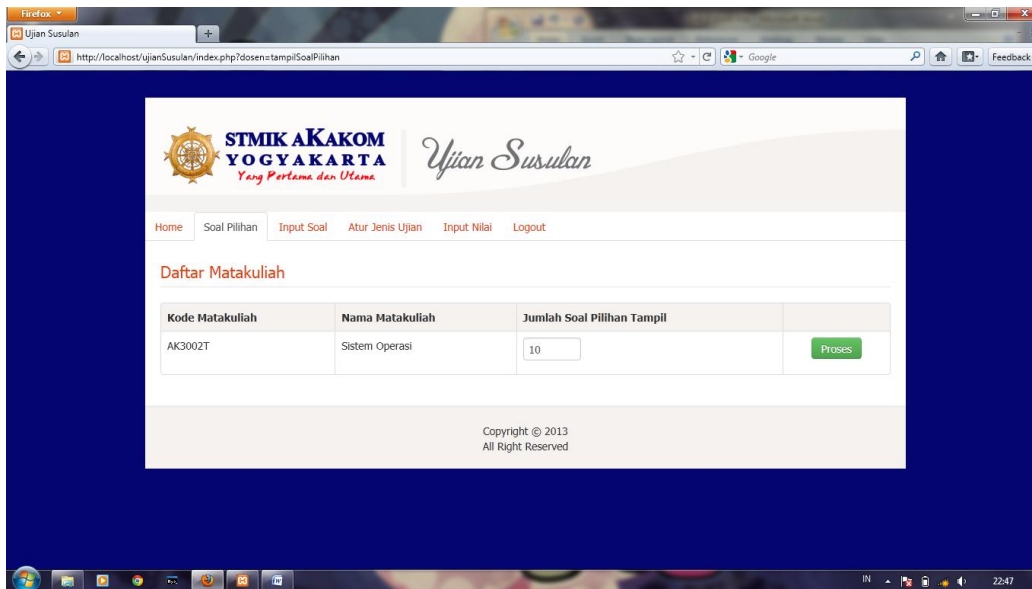 Firefox
Ujian Susulan
http://localhost/ujianSusulan/index.php?dosen=tampilSoalPilihan
Google
Feedback
STMIK AKAKOM
YOGYAKARTA
Yang Pertama dan Utama
Ujian Susulan
Home Soal Pilihan Input Soal Atur Jenis Ujian Input Nilai Logout
Daftar Matakuliah
Kode Matakuliah Nama Matakuliah Jumlah Soal Pilihan Tampil
AK3002T Sistem Operasi 10 Proses
Copyright © 2013
All Right Reserved
IN 22:47